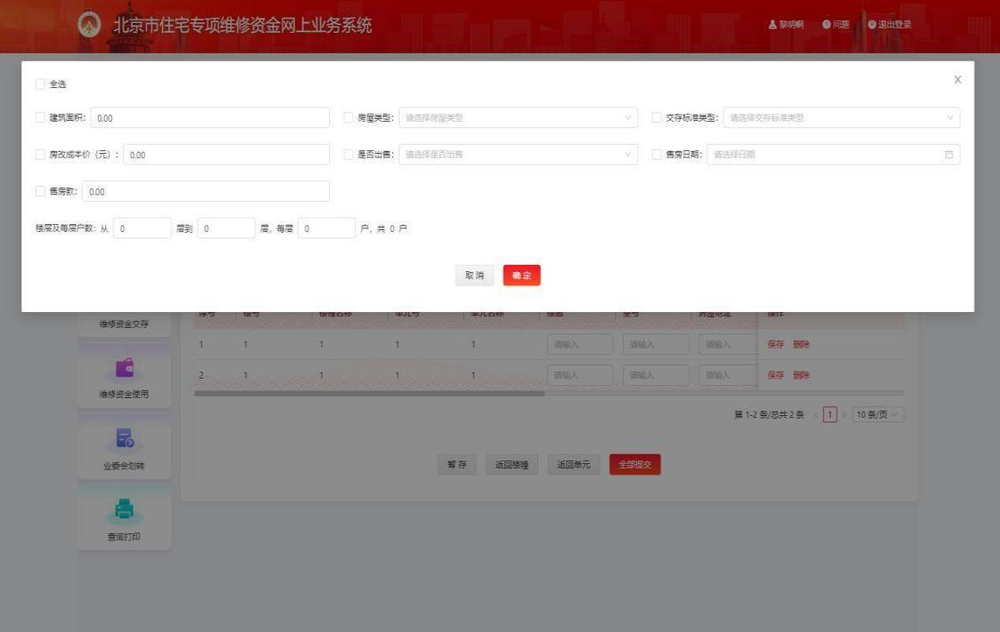 北京市住宅专项维修资金网上业务系统 黎明啊 问题 退出登录
全选 X
建筑面积: 0.00 房屋类型: 请选择房屋类型 交存标准类型: 请选择交存标准类型
房改成本价（元）: 0.00 是否出售: 请选择是否出售 售房日期: 请选择日期
售房款: 0.00
楼层及每层户数: 从 0 层到 0 层, 每层 0 户, 共 0 户
取消 确定
序号 楼号 楼幢名称 单元号 单元名称 楼层 室号 房屋地址 操作
维修资金交存
1 1 1 1 1 请输入 请输入 请输入 保存 删除
2 1 1 1 1 请输入 请输入 请输入 保存 删除
维修资金使用
第 1-2 条/总共 2 条 < 1 > 10 条/页
暂存 返回楼幢 返回单元 全部提交
业委会划转
查询打印